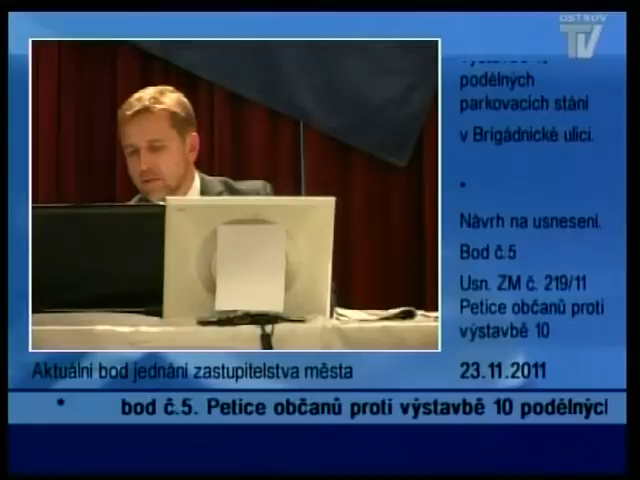 OSTROV
TV
podélných
parkovacích stání
v Brigádnické ulici.
*
Návrh na usnesení.
Bod č.5
Usn. ZM č. 219/11
Petice občanů proti
výstavbě 10
Aktuální bod jednání zastupitelstva města
23.11.2011
* bod č.5. Petice občanů proti výstavbě 10 podélnýc